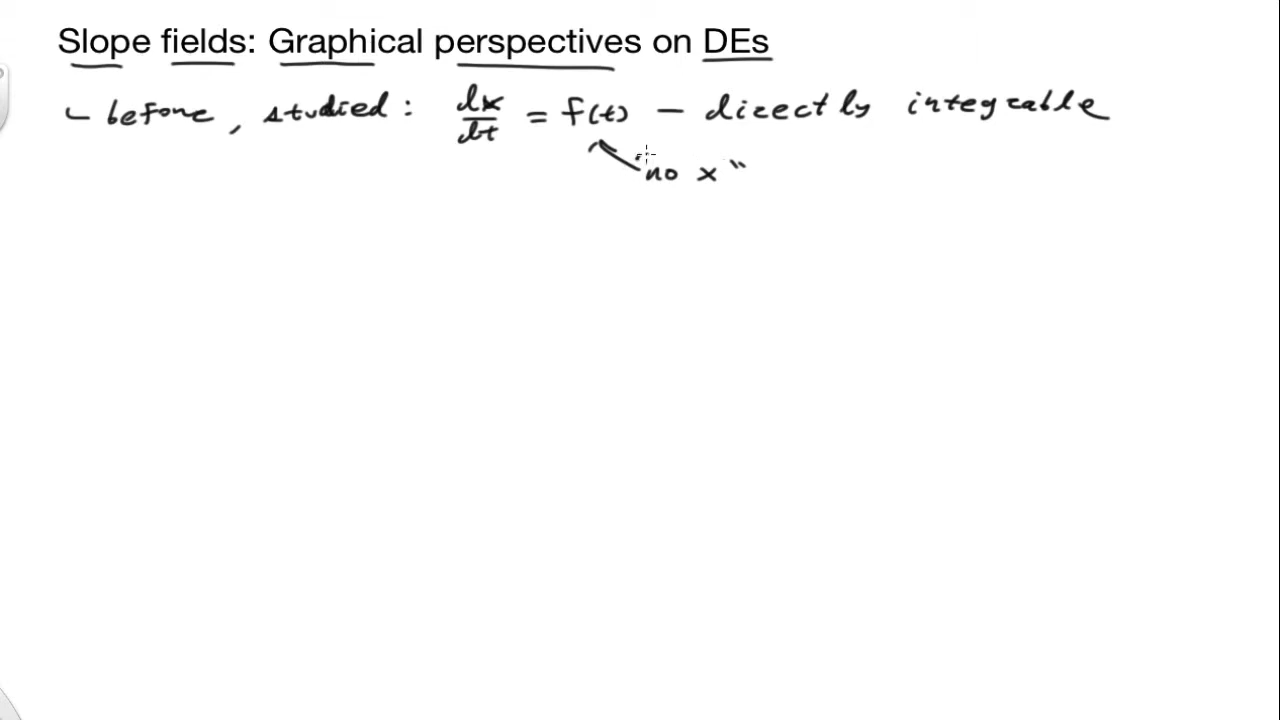 Slope fields: Graphical perspectives on DEs
before, studied: dx/dt = f(t) — directly integrable
no x "